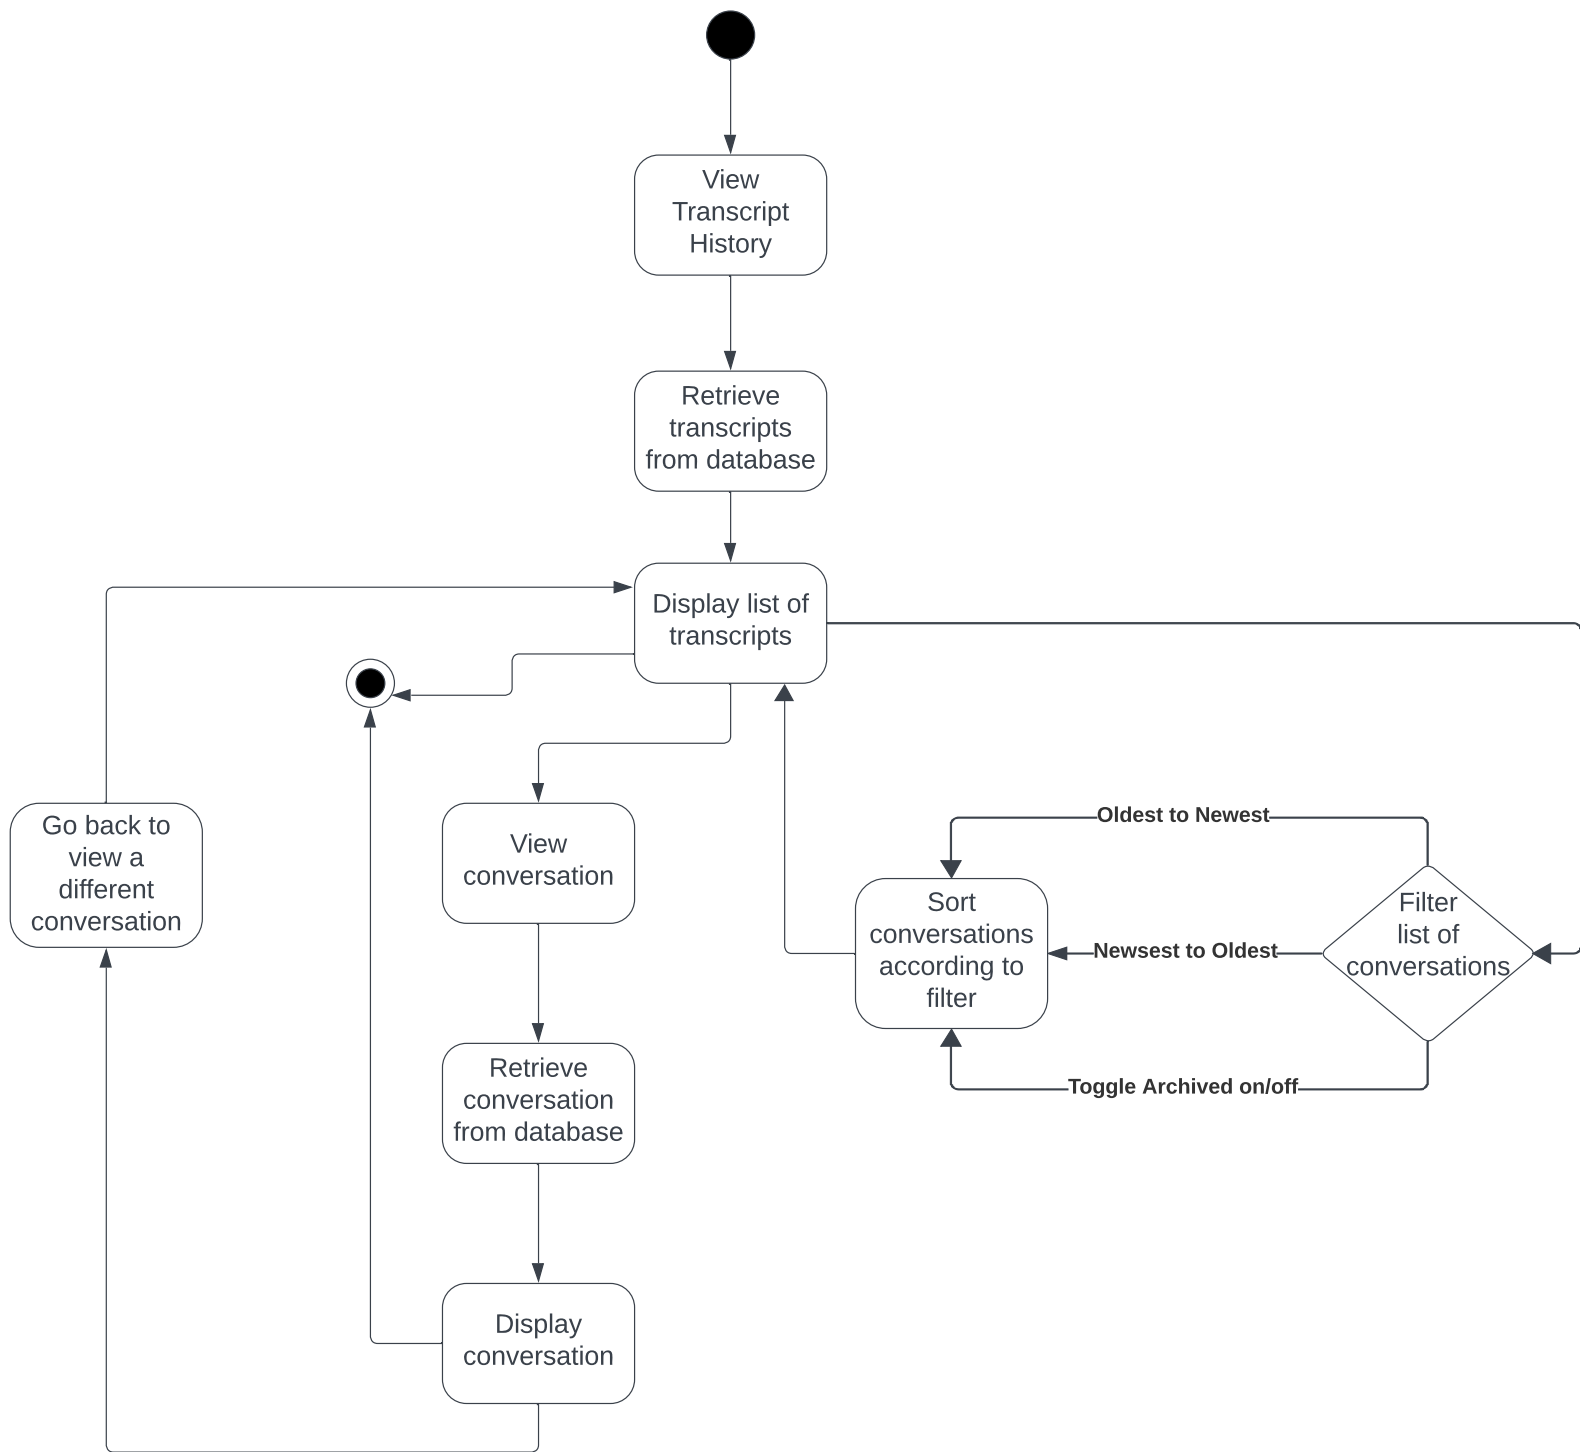 View
Transcript
History
Retrieve
transcripts
from database
Display list of
transcripts
Go back to
view a
different
conversation
View
conversation
Oldest to Newest
Sort
conversations
according to
filter
Newsest to Oldest
Filter
list of
conversations
Toggle Archived on/off
Retrieve
conversation
from database
Display
conversation